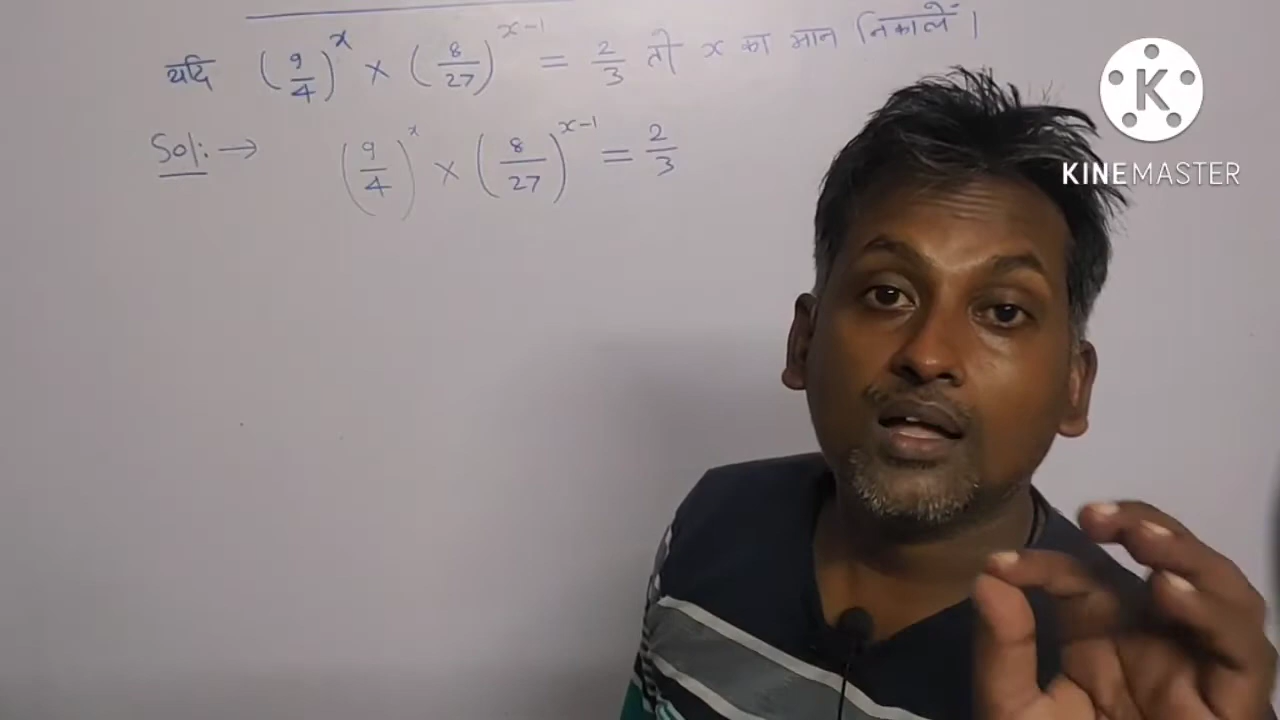 यदि (9/4)^x × (8/27)^(x-1) = 2/3 तो x का मान निकालें।
Sol:→ (9/4)^x × (8/27)^(x-1) = 2/3
K
KINEMASTER